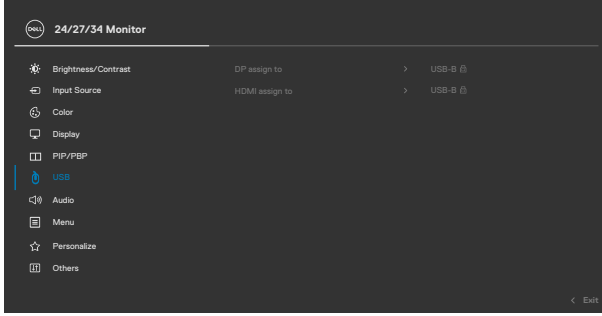 DELL 24/27/34 Monitor
Brightness/Contrast DP assign to > USB-B
Input Source HDMI assign to > USB-B
Color
Display
PIP/PBP
USB
Audio
Menu
Personalize
Others
< Exit